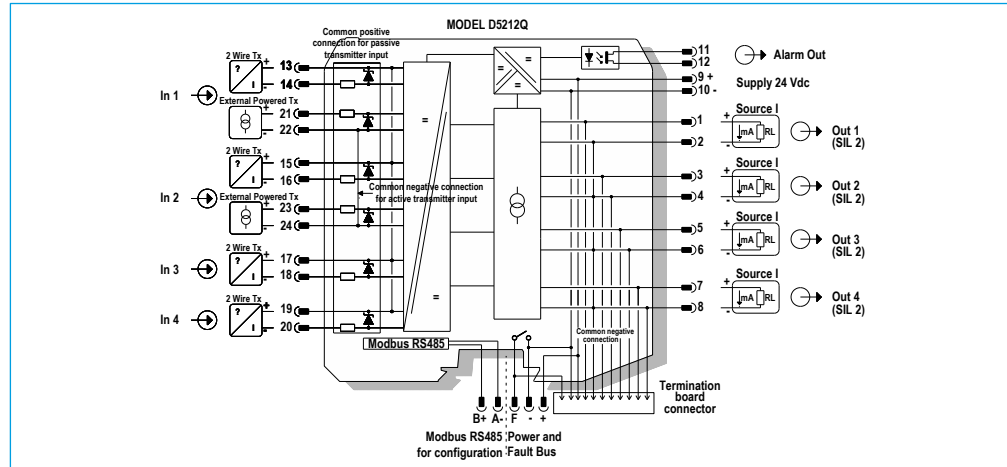 MODEL D5212Q
Common positive
connection for passive
transmitter input
2 Wire Tx
?
I
+
-
13
14
In 1
External Powered Tx
+
-
21
22
2 Wire Tx
?
I
+
-
15
16
In 2
External Powered Tx
+
-
23
24
Common negative connection
for active transmitter input
2 Wire Tx
?
I
+
-
17
18
In 3
2 Wire Tx
?
I
+
-
19
20
In 4
=
=
=
=
=
=
11
12
Alarm Out
9 +
10 -
Supply 24 Vdc
Source I
1
2
+
-
mA
RL
Out 1
(SIL 2)
Source I
3
4
+
-
mA
RL
Out 2
(SIL 2)
Source I
5
6
+
-
mA
RL
Out 3
(SIL 2)
Source I
7
8
+
-
mA
RL
Out 4
(SIL 2)
Common negative
connection
Modbus RS485
Termination
board
connector
B+ A- F - +
Modbus RS485
for configuration
Power and
Fault Bus